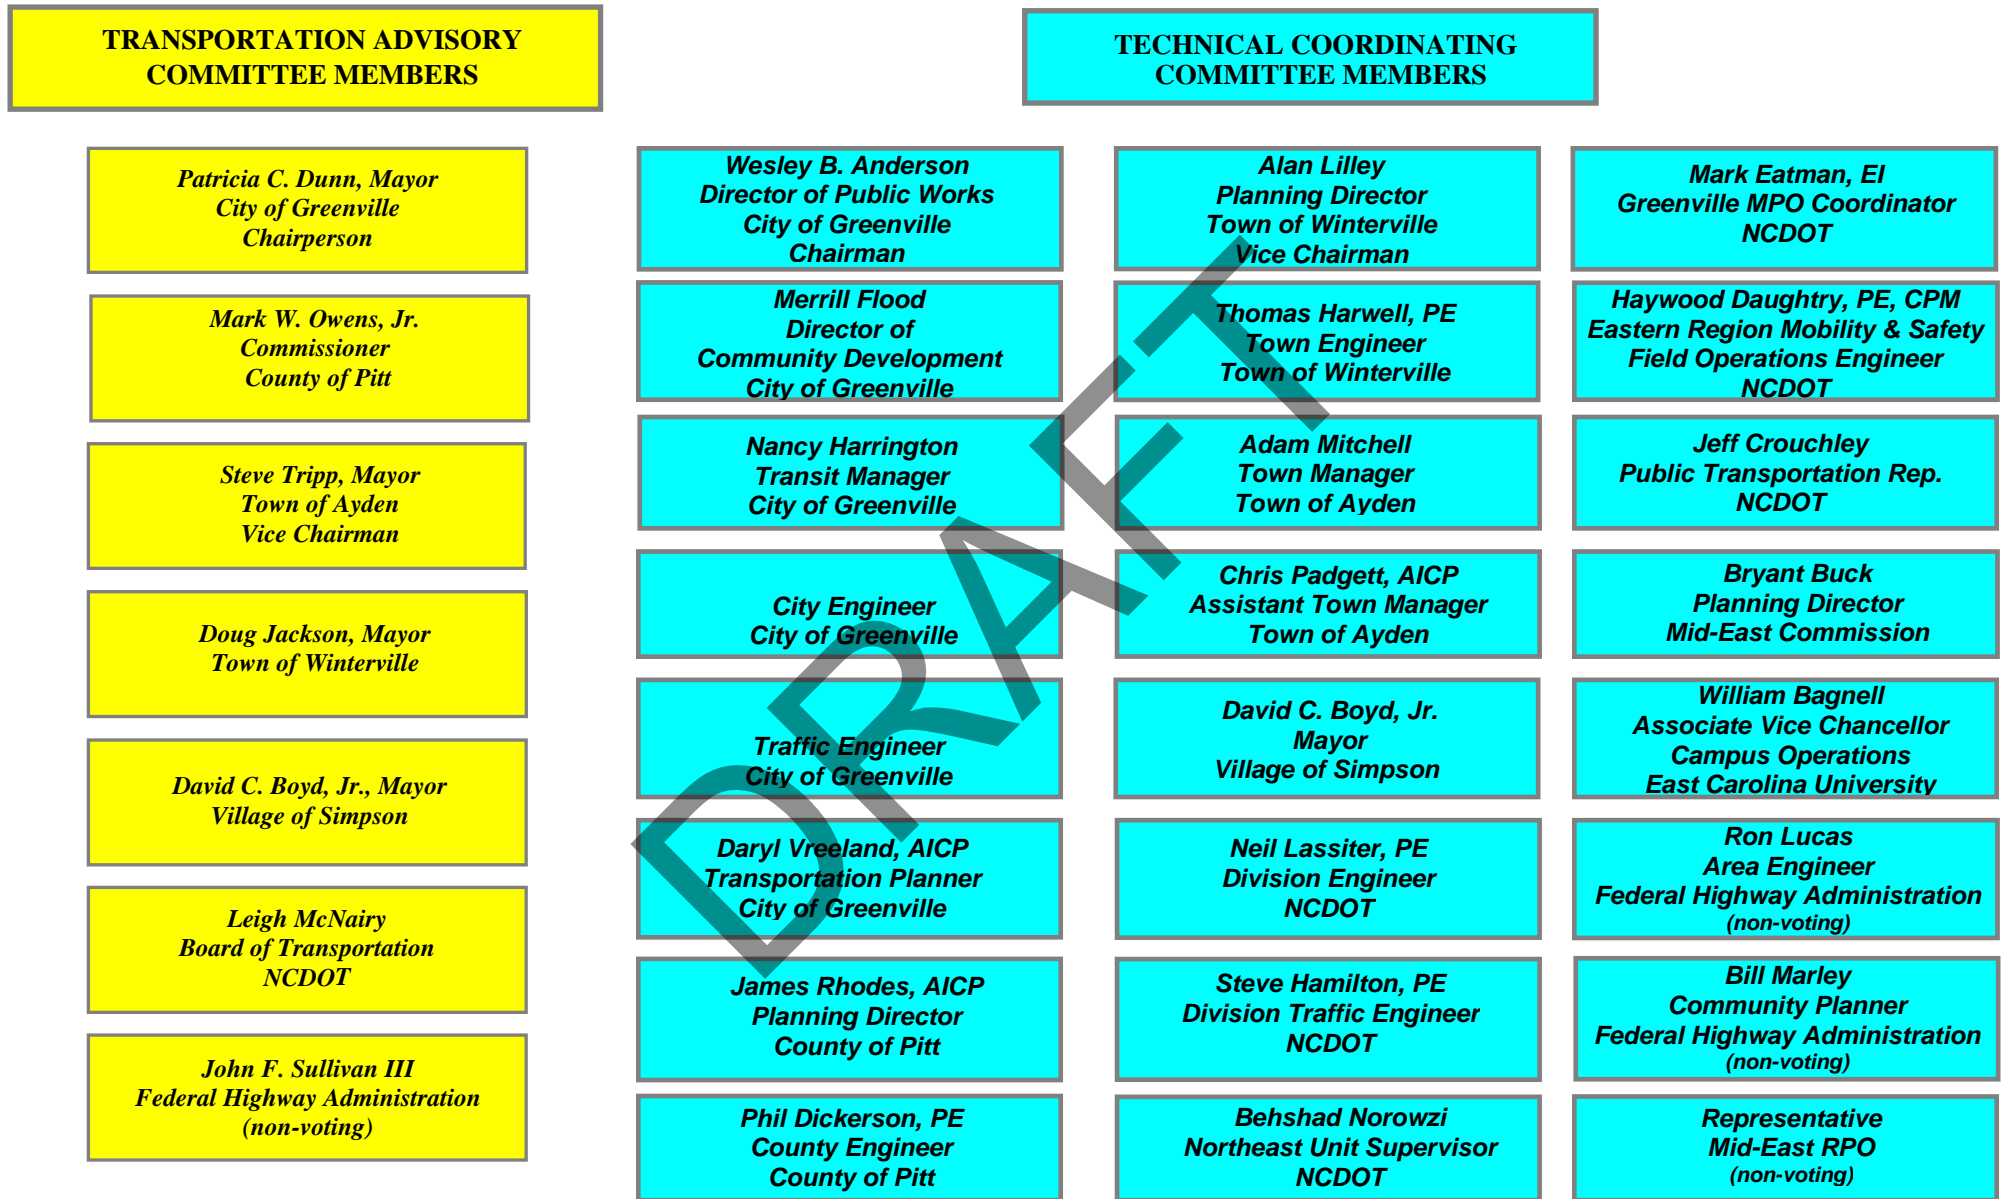 TRANSPORTATION ADVISORY
COMMITTEE MEMBERS
Patricia C. Dunn, Mayor
City of Greenville
Chairperson
Mark W. Owens, Jr.
Commissioner
County of Pitt
Steve Tripp, Mayor
Town of Ayden
Vice Chairman
Doug Jackson, Mayor
Town of Winterville
David C. Boyd, Jr., Mayor
Village of Simpson
Leigh McNairy
Board of Transportation
NCDOT
John F. Sullivan III
Federal Highway Administration
(non-voting)
TECHNICAL COORDINATING
COMMITTEE MEMBERS
Wesley B. Anderson
Director of Public Works
City of Greenville
Chairman
Merrill Flood
Director of
Community Development
City of Greenville
Nancy Harrington
Transit Manager
City of Greenville
City Engineer
City of Greenville
Traffic Engineer
City of Greenville
Daryl Vreeland, AICP
Transportation Planner
City of Greenville
James Rhodes, AICP
Planning Director
County of Pitt
Phil Dickerson, PE
County Engineer
County of Pitt
Alan Lilley
Planning Director
Town of Winterville
Vice Chairman
Thomas Harwell, PE
Town Engineer
Town of Winterville
Adam Mitchell
Town Manager
Town of Ayden
Chris Padgett, AICP
Assistant Town Manager
Town of Ayden
David C. Boyd, Jr.
Mayor
Village of Simpson
Neil Lassiter, PE
Division Engineer
NCDOT
Steve Hamilton, PE
Division Traffic Engineer
NCDOT
Behshad Norowzi
Northeast Unit Supervisor
NCDOT
Mark Eatman, EI
Greenville MPO Coordinator
NCDOT
Haywood Daughtry, PE, CPM
Eastern Region Mobility & Safety
Field Operations Engineer
NCDOT
Jeff Crouchley
Public Transportation Rep.
NCDOT
Bryant Buck
Planning Director
Mid-East Commission
William Bagnell
Associate Vice Chancellor
Campus Operations
East Carolina University
Ron Lucas
Area Engineer
Federal Highway Administration
(non-voting)
Bill Marley
Community Planner
Federal Highway Administration
(non-voting)
Representative
Mid-East RPO
(non-voting)
DRAFT